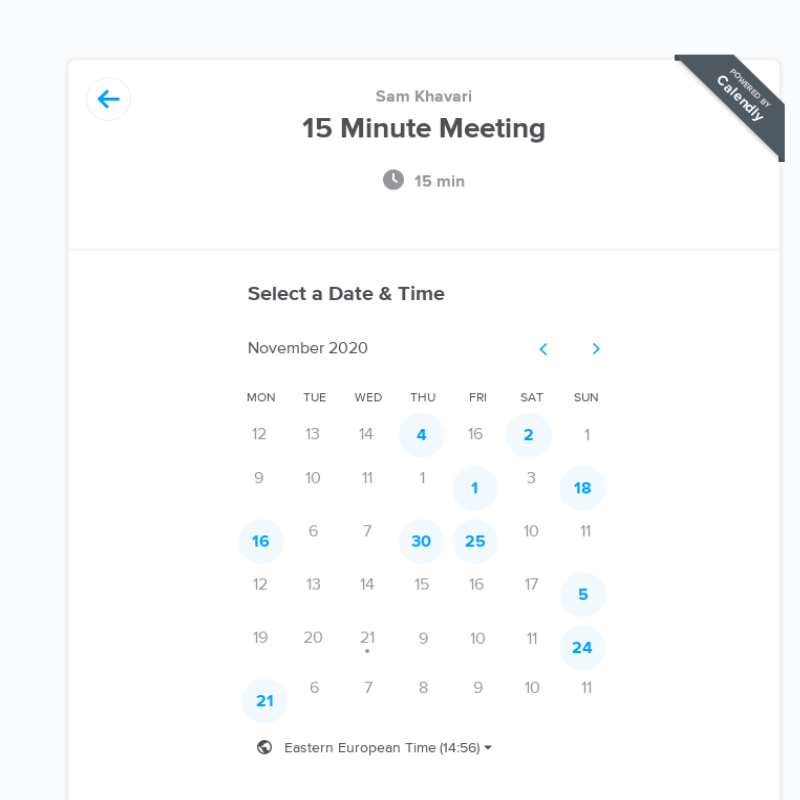 POWERED BY
Calendly
Sam Khavari
15 Minute Meeting
15 min
Select a Date & Time
November 2020
MON TUE WED THU FRI SAT SUN
12 13 14 4 16 2 1
9 10 11 1 1 3 18
16 6 7 30 25 10 11
12 13 14 15 16 17 5
19 20 21 9 10 11 24
21 6 7 8 9 10 11
Eastern European Time (14:56)